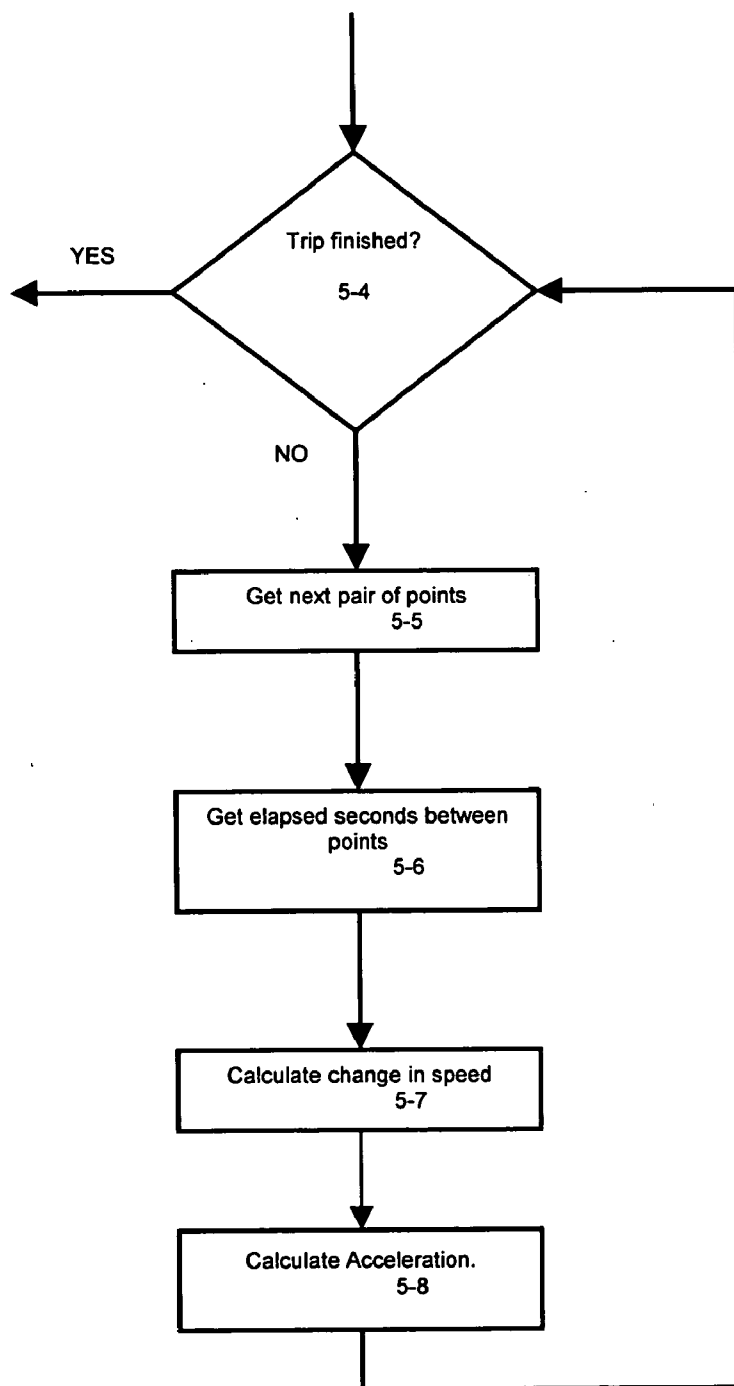 Trip finished?
YES
5-4
NO
Get next pair of points
5-5
Get elapsed seconds between
points
5-6
Calculate change in speed
5-7
Calculate Acceleration.
5-8